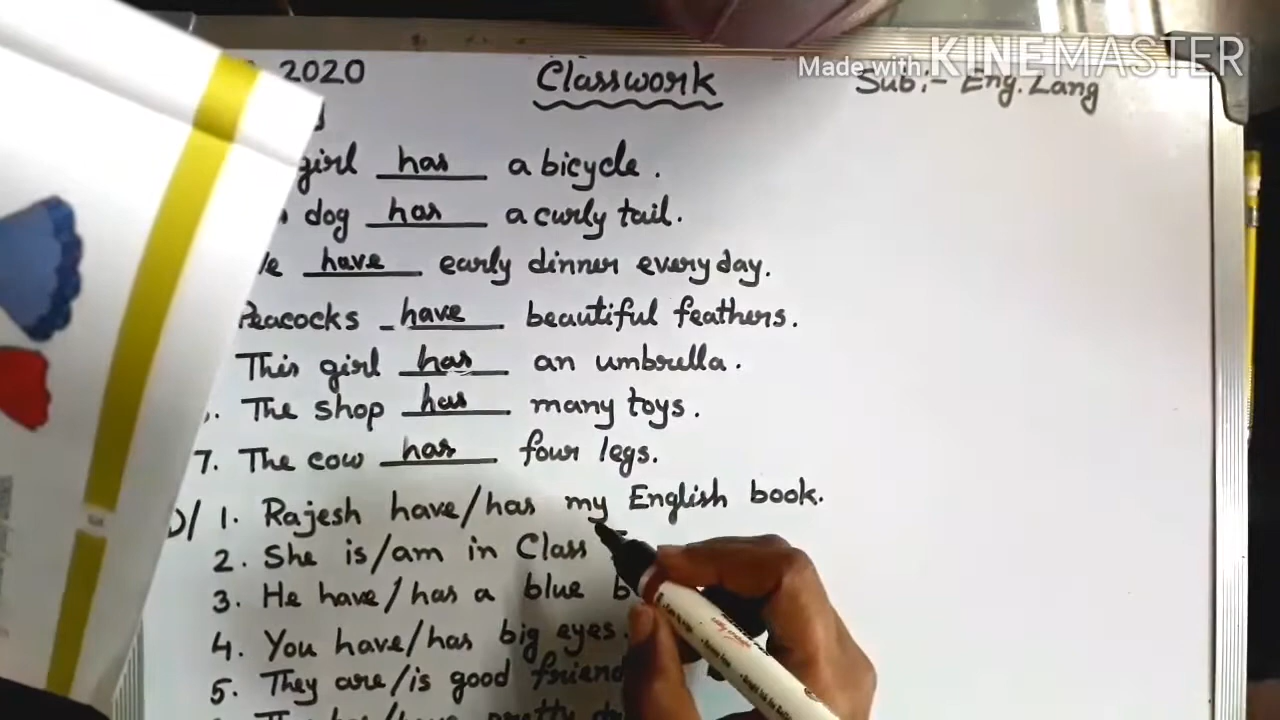 Made with KINEMASTER
2020 Classwork Sub:- Eng. Lang
girl has a bicycle.
dog has a curly tail.
have early dinner everyday.
Peacocks have beautiful feathers.
This girl has an umbrella.
The shop has many toys.
7. The cow has four legs.
1. Rajesh have/has my English book.
2. She is/am in Class
3. He have/has a blue
4. You have/has big eyes.
5. They are/is good friend